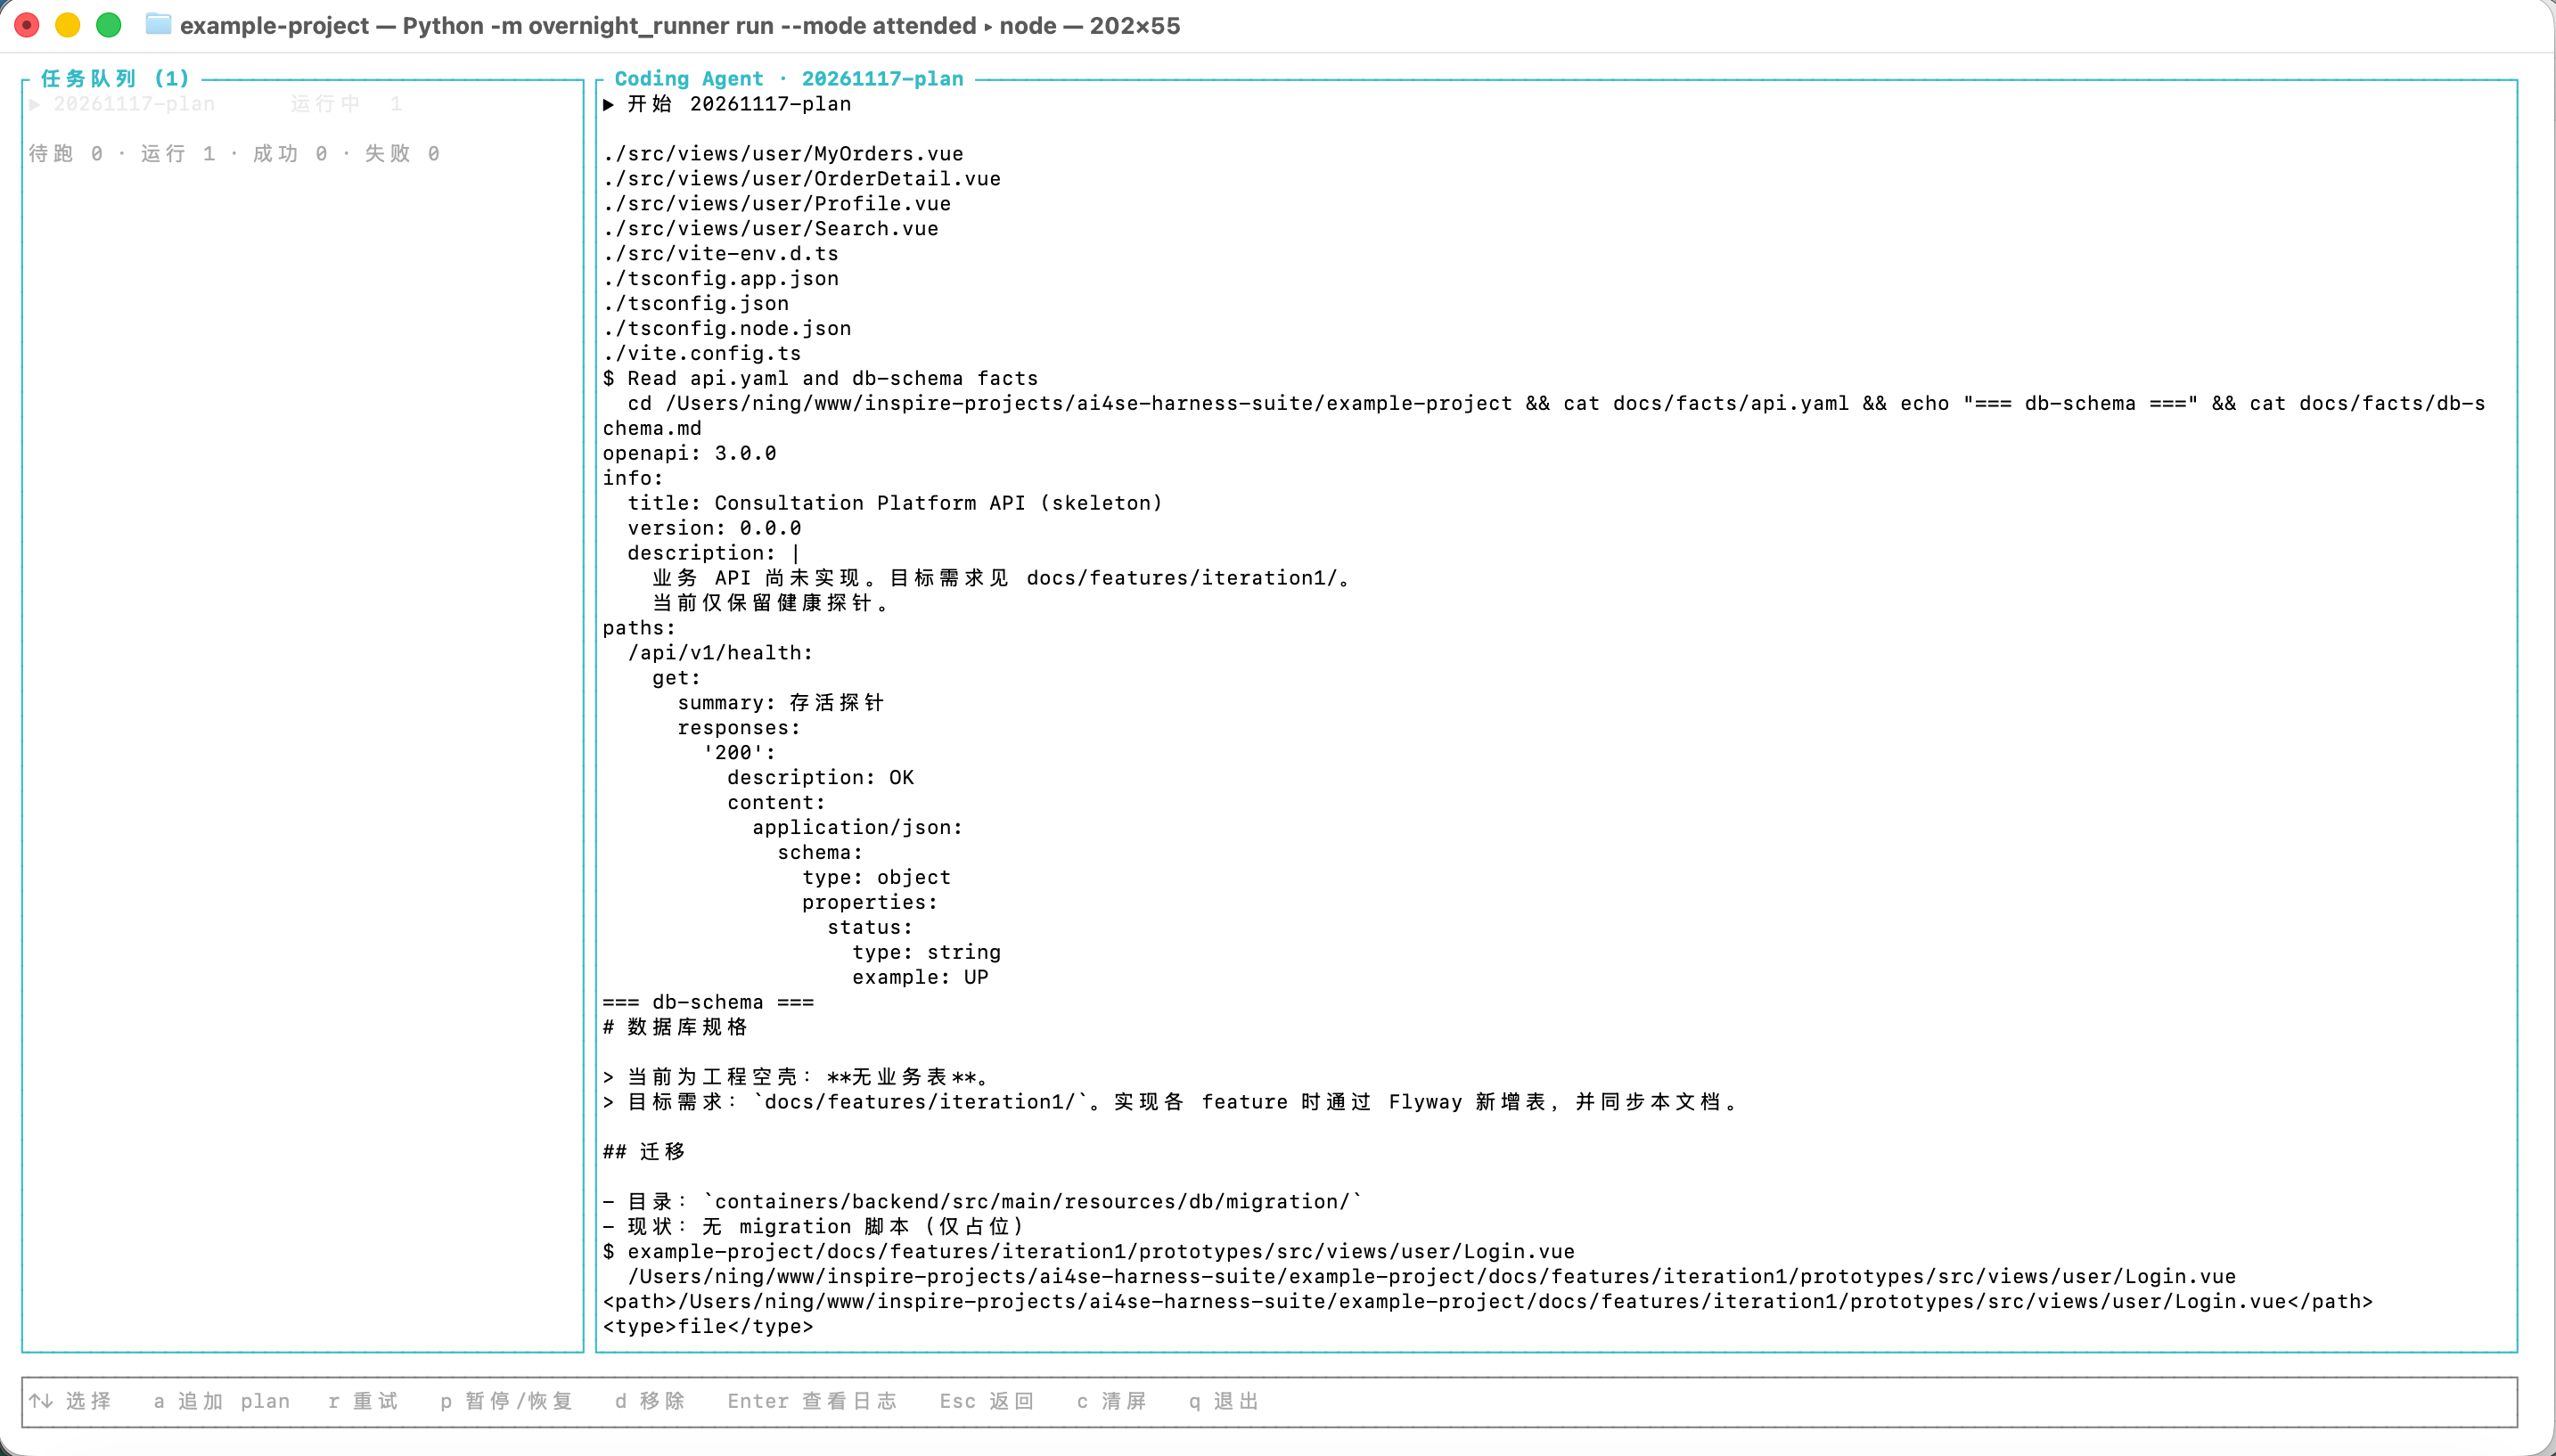 example-project — Python -m overnight_runner run --mode attended ▸ node — 202×55
任务队列 (1)
▶ 20261117-plan 运行中 1
待跑 0 · 运行 1 · 成功 0 · 失败 0
Coding Agent · 20261117-plan
▶ 开始 20261117-plan
./src/views/user/MyOrders.vue
./src/views/user/OrderDetail.vue
./src/views/user/Profile.vue
./src/views/user/Search.vue
./src/vite-env.d.ts
./tsconfig.app.json
./tsconfig.json
./tsconfig.node.json
./vite.config.ts
$ Read api.yaml and db-schema facts
  cd /Users/ning/www/inspire-projects/ai4se-harness-suite/example-project && cat docs/facts/api.yaml && echo "=== db-schema ===" && cat docs/facts/db-s
chema.md
openapi: 3.0.0
info:
  title: Consultation Platform API (skeleton)
  version: 0.0.0
  description: |
    业务 API 尚未实现。目标需求见 docs/features/iteration1/。
    当前仅保留健康探针。
paths:
  /api/v1/health:
    get:
      summary: 存活探针
      responses:
        '200':
          description: OK
          content:
            application/json:
              schema:
                type: object
                properties:
                  status:
                    type: string
                    example: UP
=== db-schema ===
# 数据库规格
> 当前为工程空壳：**无业务表**。
> 目标需求：`docs/features/iteration1/`。实现各 feature 时通过 Flyway 新增表，并同步本文档。
## 迁移
- 目录：`containers/backend/src/main/resources/db/migration/`
- 现状：无 migration 脚本（仅占位）
$ example-project/docs/features/iteration1/prototypes/src/views/user/Login.vue
  /Users/ning/www/inspire-projects/ai4se-harness-suite/example-project/docs/features/iteration1/prototypes/src/views/user/Login.vue
<path>/Users/ning/www/inspire-projects/ai4se-harness-suite/example-project/docs/features/iteration1/prototypes/src/views/user/Login.vue</path>
<type>file</type>
↑↓ 选择 a 追加 plan r 重试 p 暂停/恢复 d 移除 Enter 查看日志 Esc 返回 c 清屏 q 退出